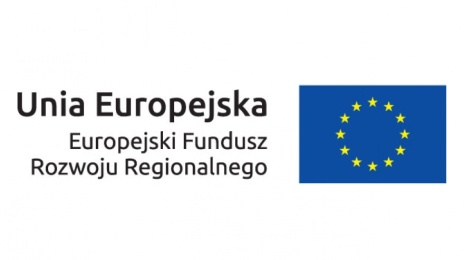 Unia Europejska
Europejski Fundusz
Rozwoju Regionalnego